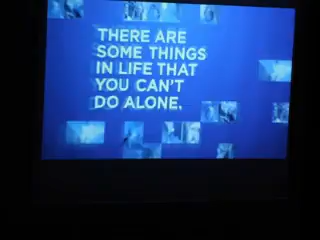 THERE ARE
SOME THINGS
IN LIFE THAT
YOU CAN'T
DO ALONE.